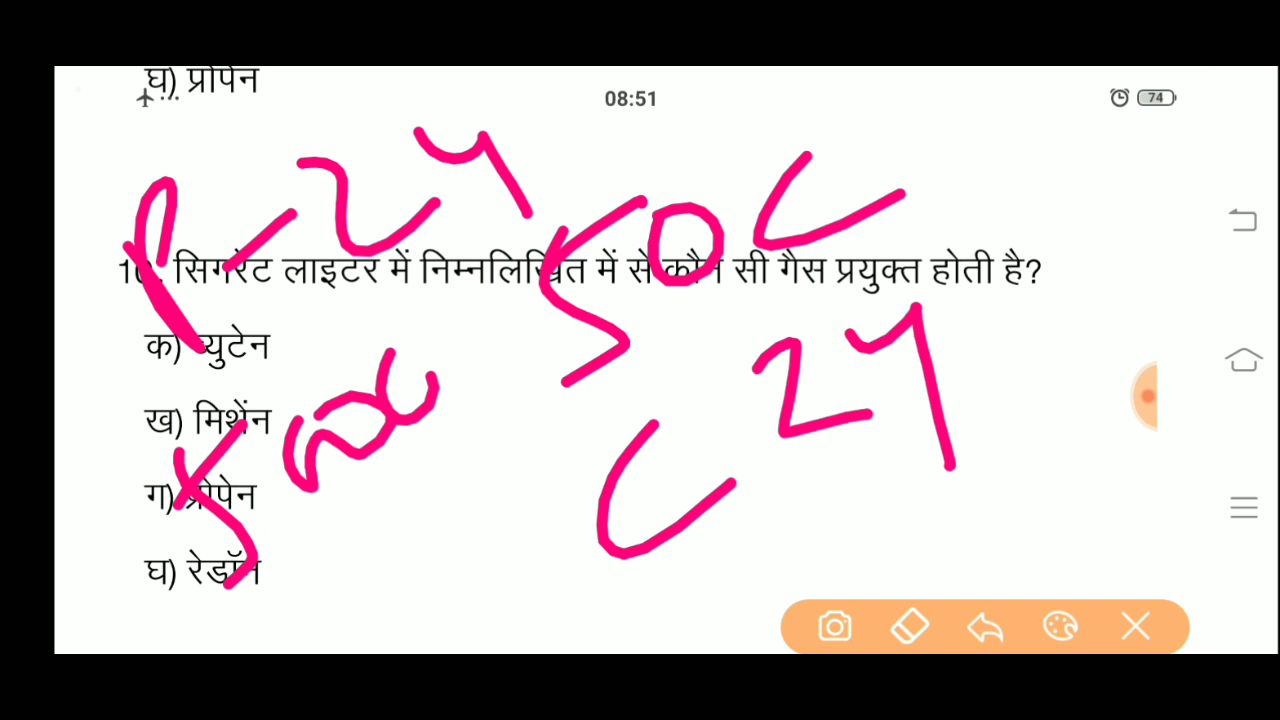 घ) प्रोपेन
08:51
74
10. सिगरेट लाइटर में निम्नलिखित में से कौन सी गैस प्रयुक्त होती है?
क) ब्युटेन
ख) मिथेंन
ग) प्रोपेन
घ) रेडॉन